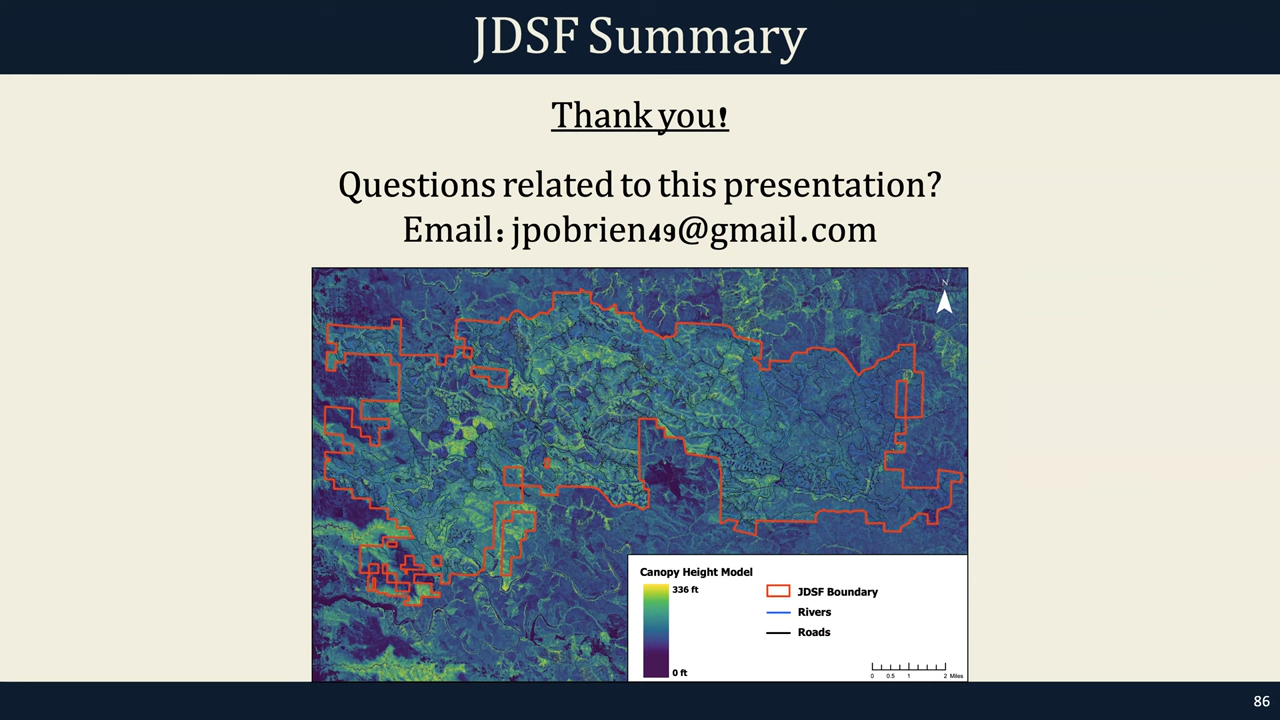 JDSF Summary
Thank you!
Questions related to this presentation?
Email: jpobrien49@gmail.com
N
Canopy Height Model
336 ft
0 ft
JDSF Boundary
Rivers
Roads
0 0.5 1 2 Miles
86